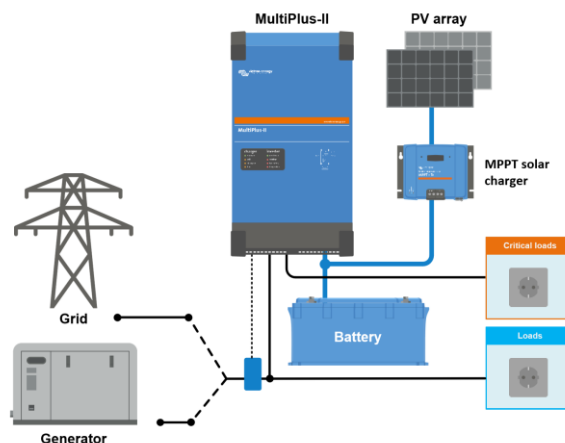 MultiPlus-II
PV array
MultiPlus-II
MPPT solar
charger
Critical loads
Grid
Battery
Loads
Generator